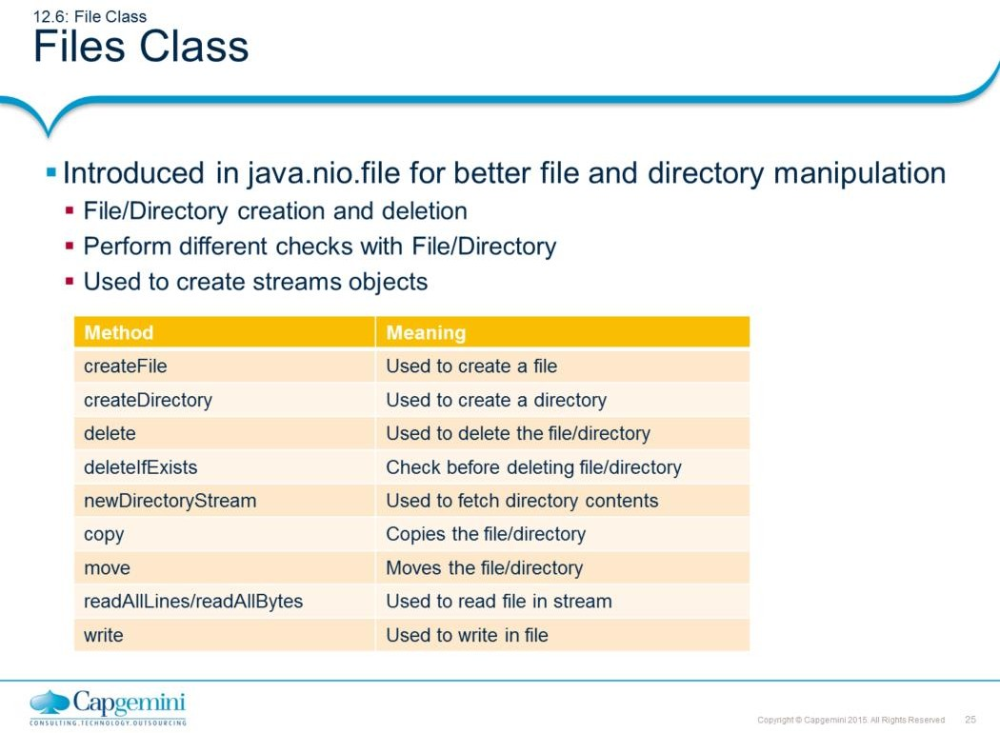 12.6: File Class
Files Class
Introduced in java.nio.file for better file and directory manipulation
File/Directory creation and deletion
Perform different checks with File/Directory
Used to create streams objects
Method Meaning
createFile Used to create a file
createDirectory Used to create a directory
delete Used to delete the file/directory
deleteIfExists Check before deleting file/directory
newDirectoryStream Used to fetch directory contents
copy Copies the file/directory
move Moves the file/directory
readAllLines/readAllBytes Used to read file in stream
write Used to write in file
Capgemini
CONSULTING.TECHNOLOGY.OUTSOURCING
Copyright © Capgemini 2015. All Rights Reserved 25